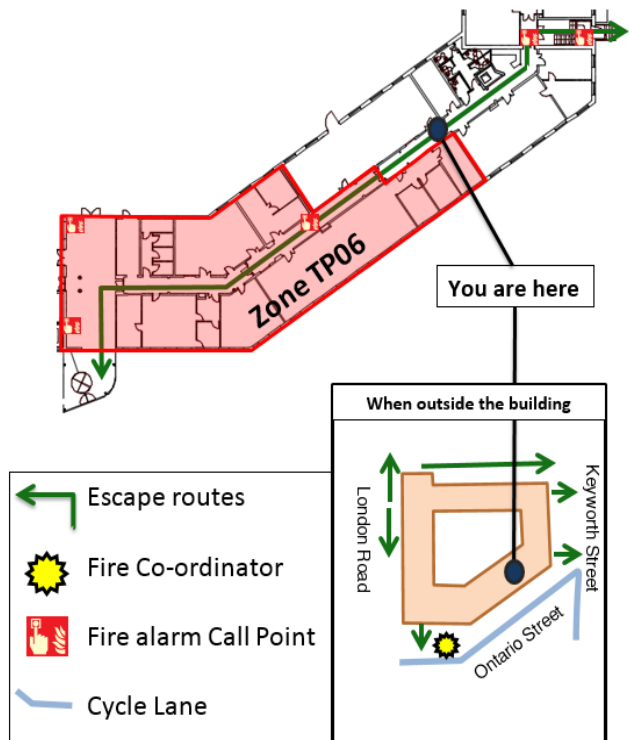 Zone TP06
You are here
When outside the building
London Road
Keyworth Street
Ontario Street
Escape routes
Fire Co-ordinator
Fire alarm Call Point
Cycle Lane